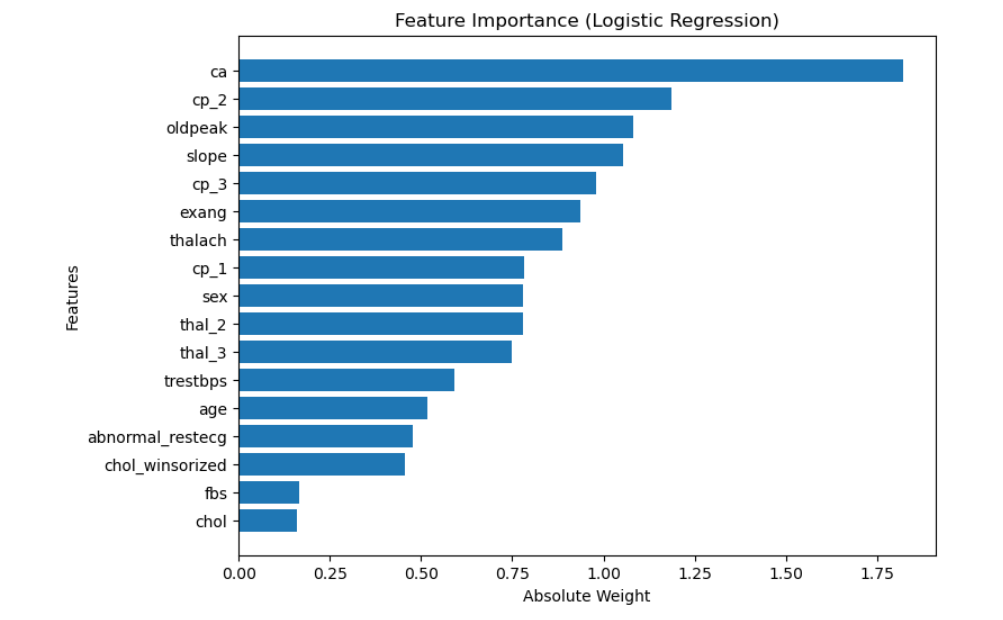 Feature Importance (Logistic Regression)
Features
ca
cp_2
oldpeak
slope
cp_3
exang
thalach
cp_1
sex
thal_2
thal_3
trestbps
age
abnormal_restecg
chol_winsorized
fbs
chol
0.00 0.25 0.50 0.75 1.00 1.25 1.50 1.75
Absolute Weight